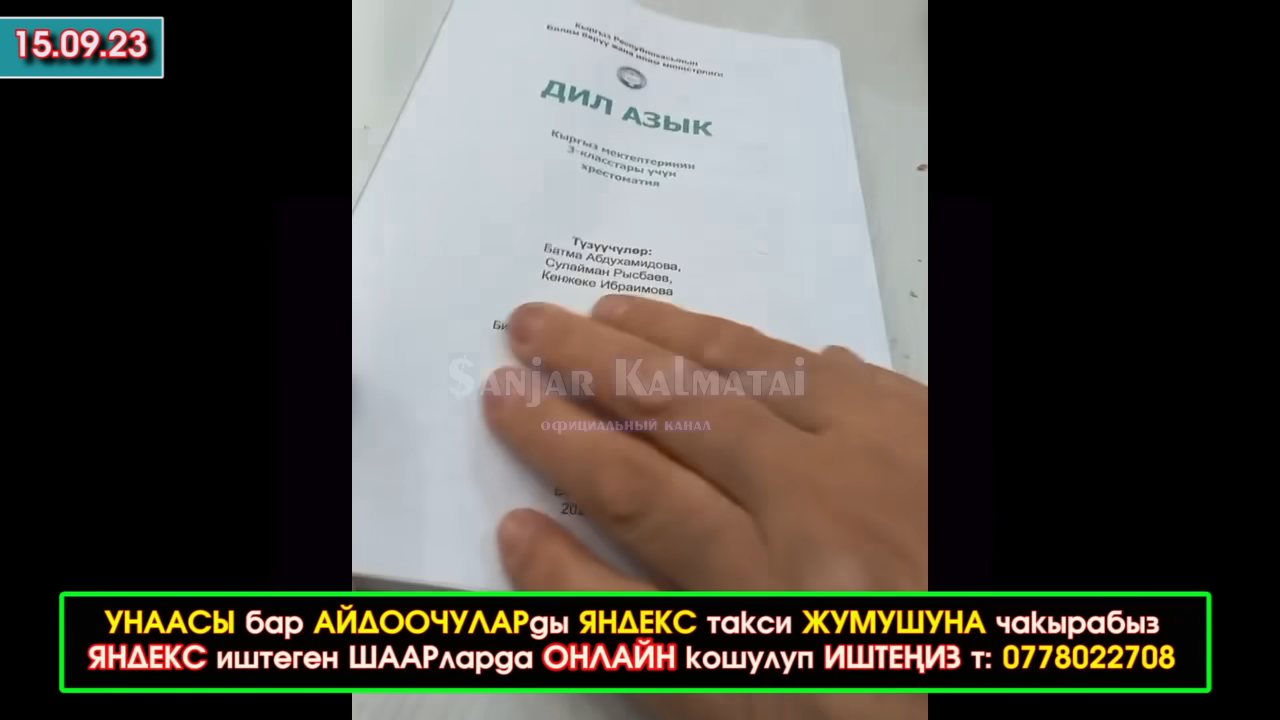 15.09.23
Кыргыз Республикасынын
билим берүү жана илим министрлиги
ДИЛ АЗЫК
Кыргыз мектептеринин
3-класстары үчүн
хрестоматия
Түзүүчүлөр:
Батма Абдухамидова,
Сулайман Рысбаев,
Кенжеке Ибраимова
Sanjar Kalmatai
официальный канал
УНААСЫ бар АЙДООЧУЛАРды ЯНДЕКС такси ЖУМУШУНА чакырабыз
ЯНДЕКС иштеген ШААРларда ОНЛАЙН кошулуп ИШТЕҢИЗ т: 0778022708